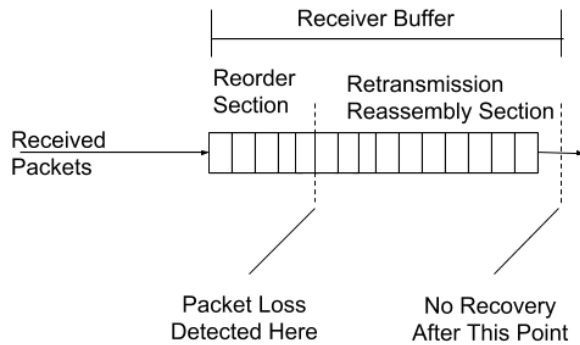 Receiver Buffer
Reorder
Section
Retransmission
Reassembly Section
Received
Packets
Packet Loss
Detected Here
No Recovery
After This Point